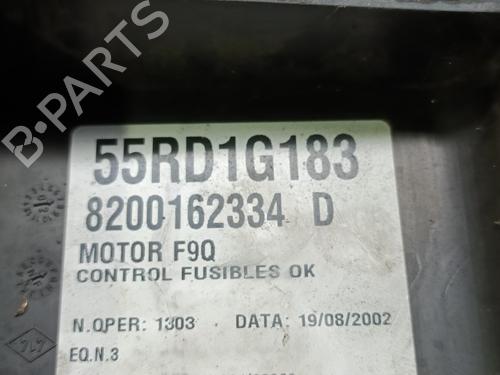 B-PARTS
55RD1G183
8200162334 D
MOTOR F9Q
CONTROL FUSIBLES OK
N.OPER: 1303 DATA: 19/08/2002
EQ.N.3